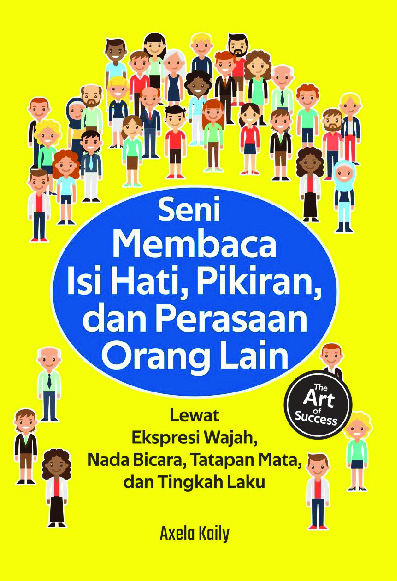 Seni
Membaca
Isi Hati, Pikiran,
dan Perasaan
Orang Lain
The
Art
of
Success
Lewat
Ekspresi Wajah,
Nada Bicara, Tatapan Mata,
dan Tingkah Laku
Axela Kaily